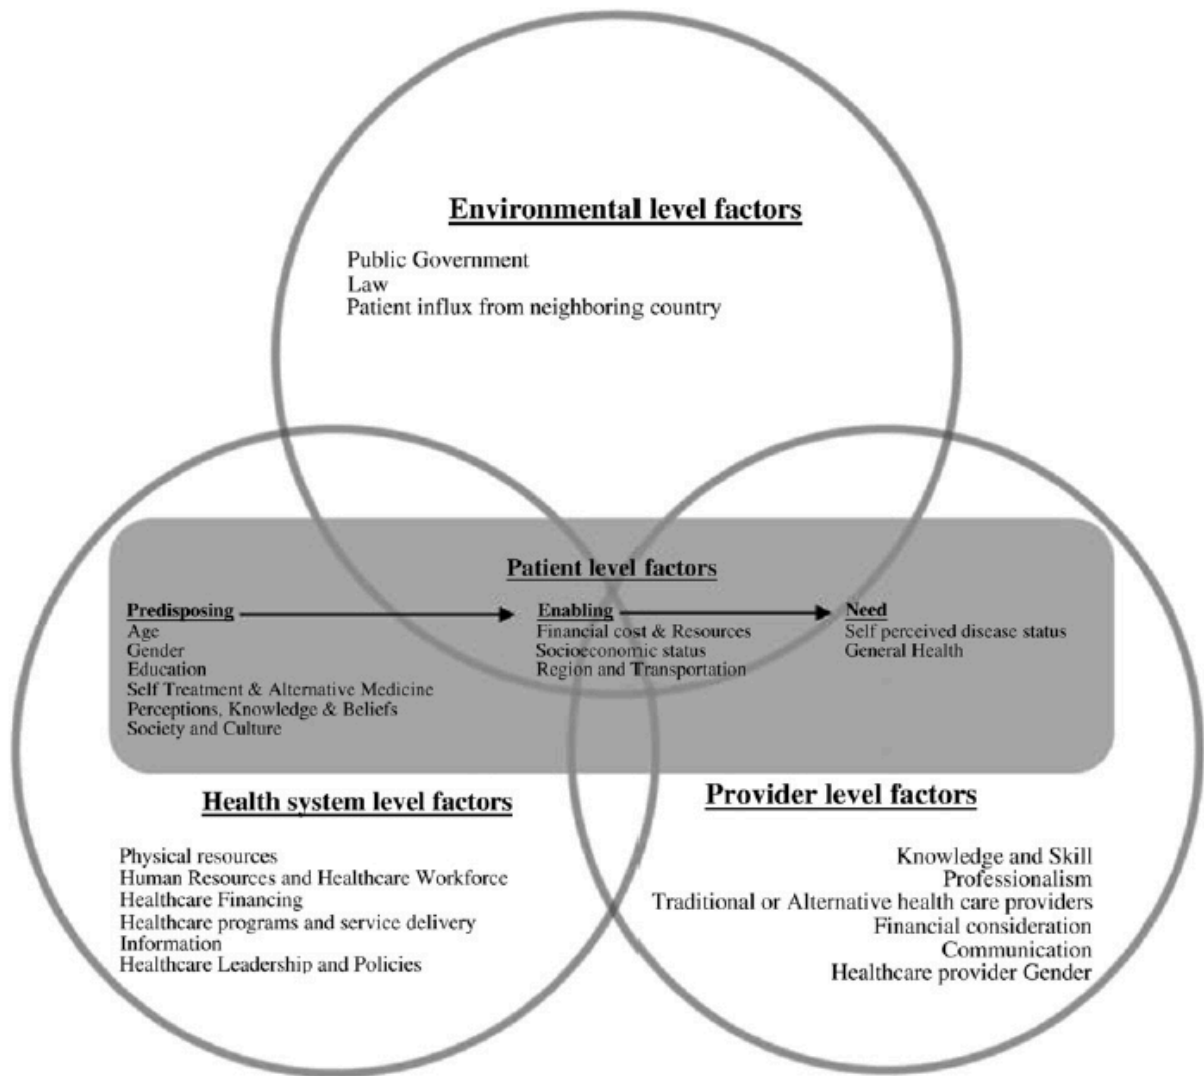 Environmental level factors
Public Government
Law
Patient influx from neighboring country
Patient level factors
Predisposing
Age
Gender
Education
Self Treatment & Alternative Medicine
Perceptions, Knowledge & Beliefs
Society and Culture
Enabling
Financial cost & Resources
Socioeconomic status
Region and Transportation
Need
Self perceived disease status
General Health
Health system level factors
Physical resources
Human Resources and Healthcare Workforce
Healthcare Financing
Healthcare programs and service delivery
Information
Healthcare Leadership and Policies
Provider level factors
Knowledge and Skill
Professionalism
Traditional or Alternative health care providers
Financial consideration
Communication
Healthcare provider Gender